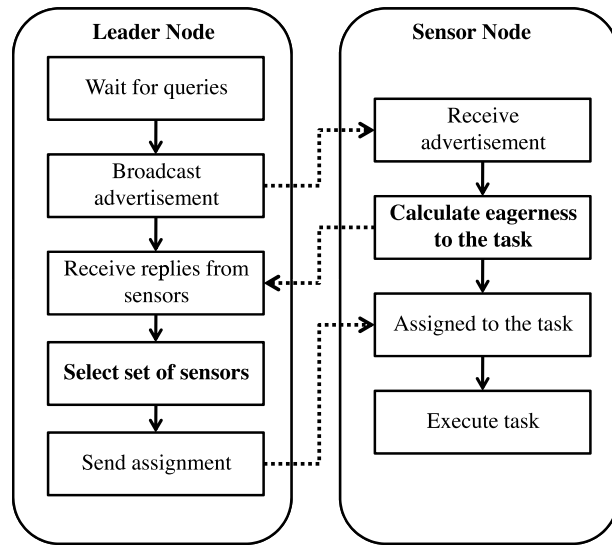 Leader Node
Wait for queries
Broadcast
advertisement
Receive replies from
sensors
Select set of sensors
Send assignment
Sensor Node
Receive
advertisement
Calculate eagerness
to the task
Assigned to the task
Execute task